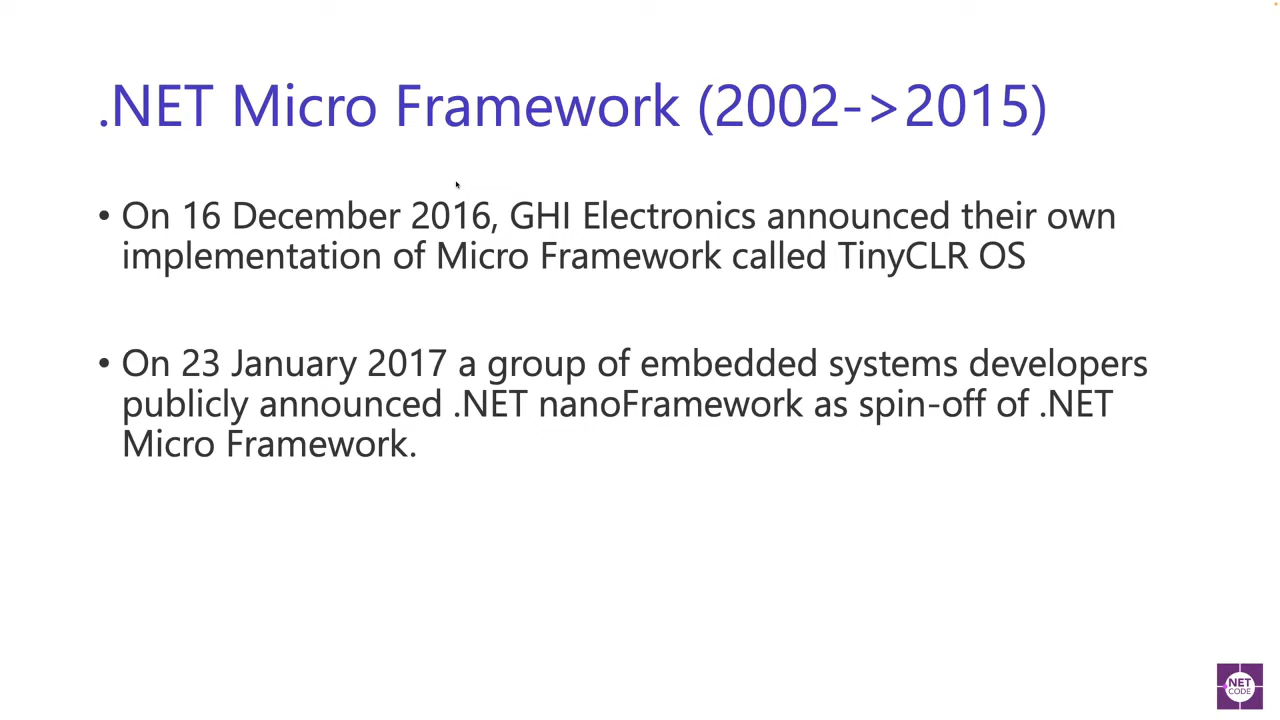 .NET Micro Framework (2002->2015)
• On 16 December 2016, GHI Electronics announced their own
implementation of Micro Framework called TinyCLR OS
• On 23 January 2017 a group of embedded systems developers
publicly announced .NET nanoFramework as spin-off of .NET
Micro Framework.
NET
CODE